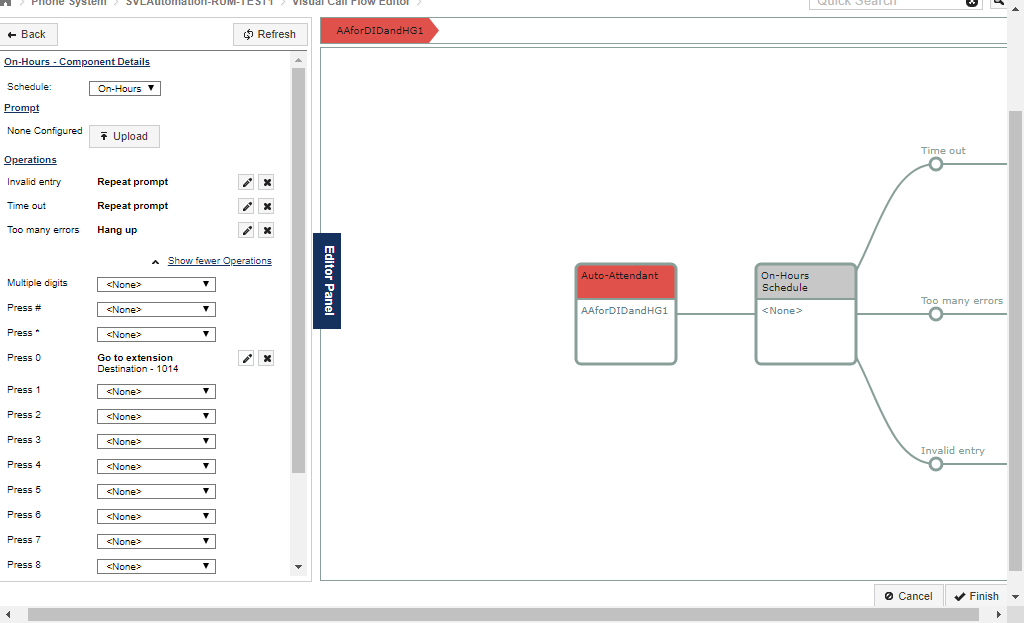 Phone System
SVLAutomation-RUM-TEST1
Visual Call Flow Editor
Quick Search
Back
Refresh
AAforDIDandHG1
On-Hours - Component Details
Schedule:
On-Hours
Prompt
None Configured
Upload
Operations
Invalid entry Repeat prompt
Time out Repeat prompt
Too many errors Hang up
Show fewer Operations
Multiple digits <None>
Press # <None>
Press * <None>
Press 0 Go to extension
Destination - 1014
Press 1 <None>
Press 2 <None>
Press 3 <None>
Press 4 <None>
Press 5 <None>
Press 6 <None>
Press 7 <None>
Press 8 <None>
Editor Panel
Auto-Attendant
AAforDIDandHG1
On-Hours
Schedule
<None>
Time out
Too many errors
Invalid entry
Cancel
Finish